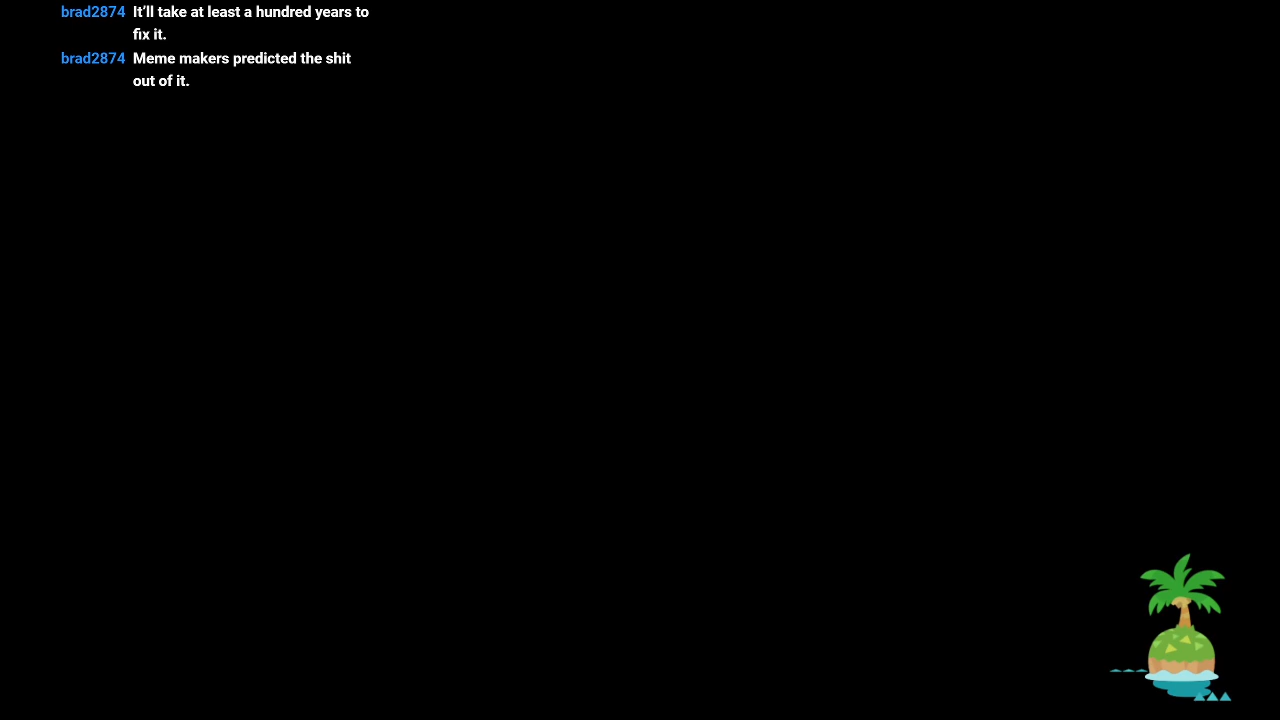 brad2874 It’ll take at least a hundred years to
fix it.
brad2874 Meme makers predicted the shit
out of it.